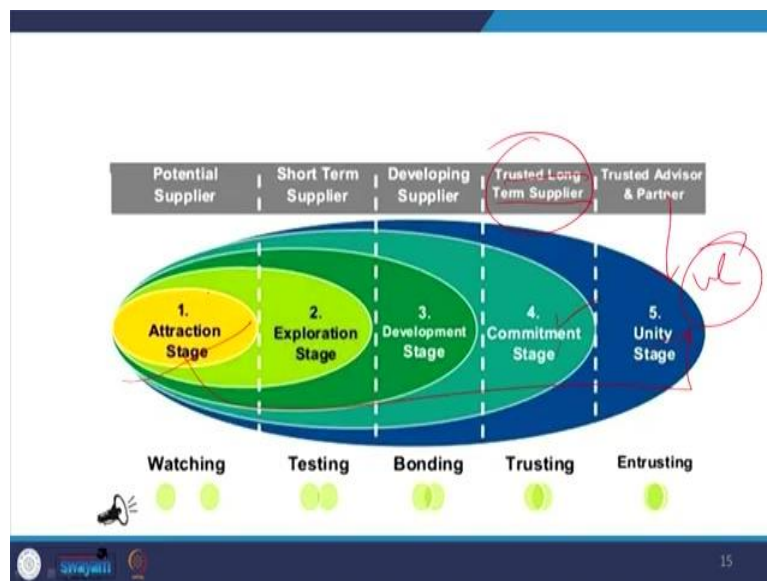 Potential
Supplier
Short Term
Supplier
Developing
Supplier
Trusted Long
Term Supplier
Trusted Advisor
& Partner
1.
Attraction
Stage
2.
Exploration
Stage
3.
Development
Stage
4.
Commitment
Stage
5.
Unity
Stage
Watching
Testing
Bonding
Trusting
Entrusting
swayam
15